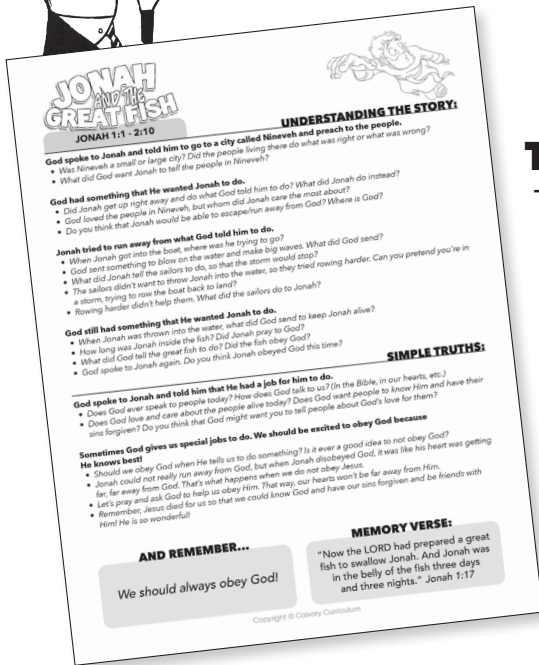 JONAH
AND THE
GREAT FISH
JONAH 1:1 - 2:10
UNDERSTANDING THE STORY:
God spoke to Jonah and told him to go to a city called Nineveh and preach to the people.
• Was Nineveh a small or large city? Did the people living there do what was right or what was wrong?
• What did God want Jonah to tell the people in Nineveh?
God had something that He wanted Jonah to do.
• Did Jonah get up right away and do what God told him to do? What did Jonah do instead?
• God loved the people in Nineveh, but whom did Jonah care the most about?
• Do you think that Jonah would be able to escape/run away from God? Where is God?
Jonah tried to run away from what God told him to do.
• When Jonah got into the boat, where was he trying to go?
• God sent something to blow on the water and make big waves. What did God send?
• What did Jonah tell the sailors to do, so that the storm would stop?
• The sailors didn't want to throw Jonah into the water, so they tried rowing harder. Can you pretend you're in
a storm, trying to row the boat back to land?
• Rowing harder didn't help them. What did the sailors do to Jonah?
God still had something that He wanted Jonah to do.
• When Jonah was thrown into the water, what did God send to keep Jonah alive?
• How long was Jonah inside the fish? Did Jonah pray to God?
• What did God tell the great fish to do? Did the fish obey God?
• God spoke to Jonah again. Do you think Jonah obeyed God this time?
SIMPLE TRUTHS:
God spoke to Jonah and told him that He had a job for him to do.
• Does God ever speak to people today? How does God talk to us? (In the Bible, in our hearts, etc.)
• Does God love and care about the people alive today? Does God want people to know Him and have their
sins forgiven? Do you think that God might want you to tell people about God's love for them?
Sometimes God gives us special jobs to do. We should be excited to obey God because
He knows best!
• Should we obey God when He tells us to do something? Is it ever a good idea to not obey God?
• Jonah could not really run away from God, but when Jonah disobeyed God, it was like his heart was getting
far, far away from God. That's what happens when we do not obey Jesus.
• Let's pray and ask God to help us obey Him. That way, our hearts won't be far away from Him.
• Remember, Jesus died for us so that we could know God and have our sins forgiven and be friends with
Him! He is so wonderful!
AND REMEMBER...
We should always obey God!
MEMORY VERSE:
"Now the LORD had prepared a great
fish to swallow Jonah. And Jonah was
in the belly of the fish three days
and three nights." Jonah 1:17
Copyright © Calvary Curriculum